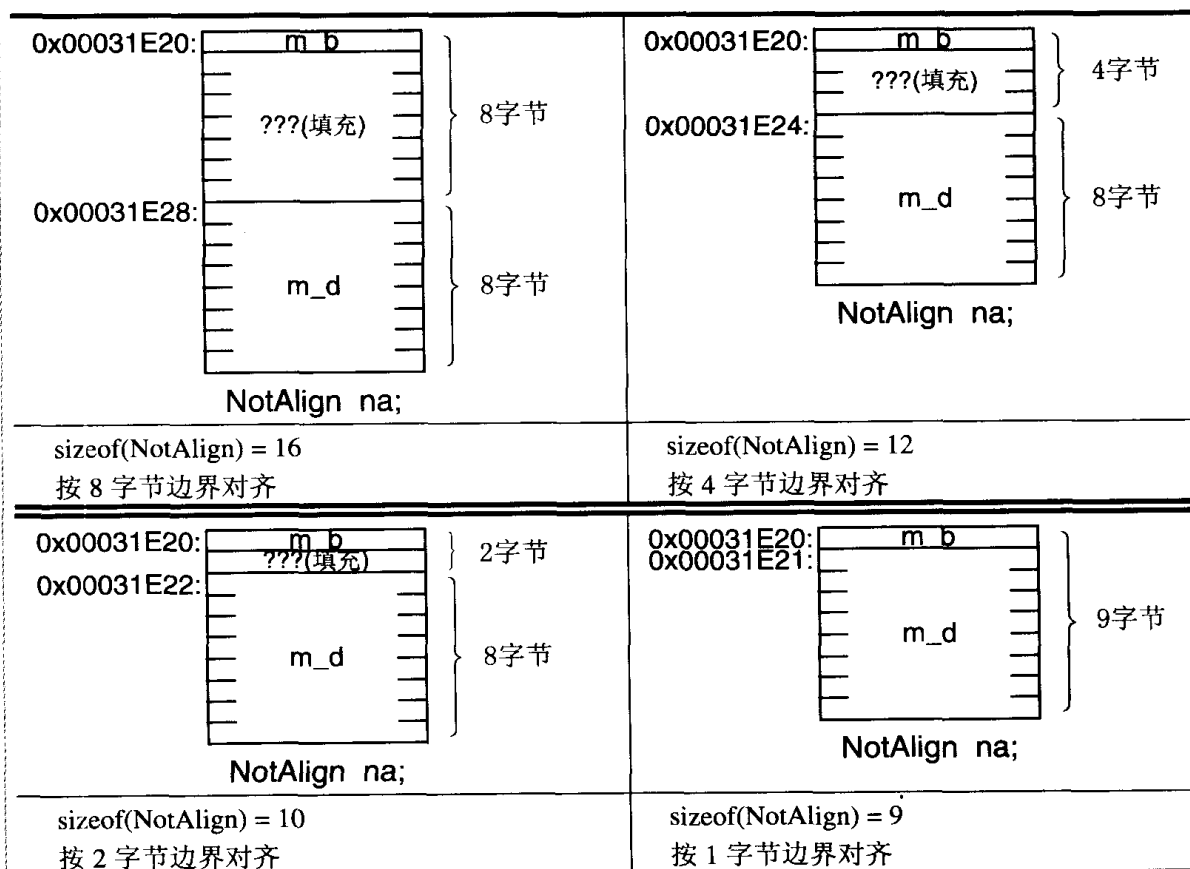 0x00031E20:
m_b
???(填充)
8字节
0x00031E28:
m_d
8字节
NotAlign na;
sizeof(NotAlign) = 16
按 8 字节边界对齐
0x00031E20:
m_b
???(填充)
4字节
0x00031E24:
m_d
8字节
NotAlign na;
sizeof(NotAlign) = 12
按 4 字节边界对齐
0x00031E20:
m_b
???(填充)
2字节
0x00031E22:
m_d
8字节
NotAlign na;
sizeof(NotAlign) = 10
按 2 字节边界对齐
0x00031E20:
m_b
0x00031E21:
m_d
9字节
NotAlign na;
sizeof(NotAlign) = 9
按 1 字节边界对齐